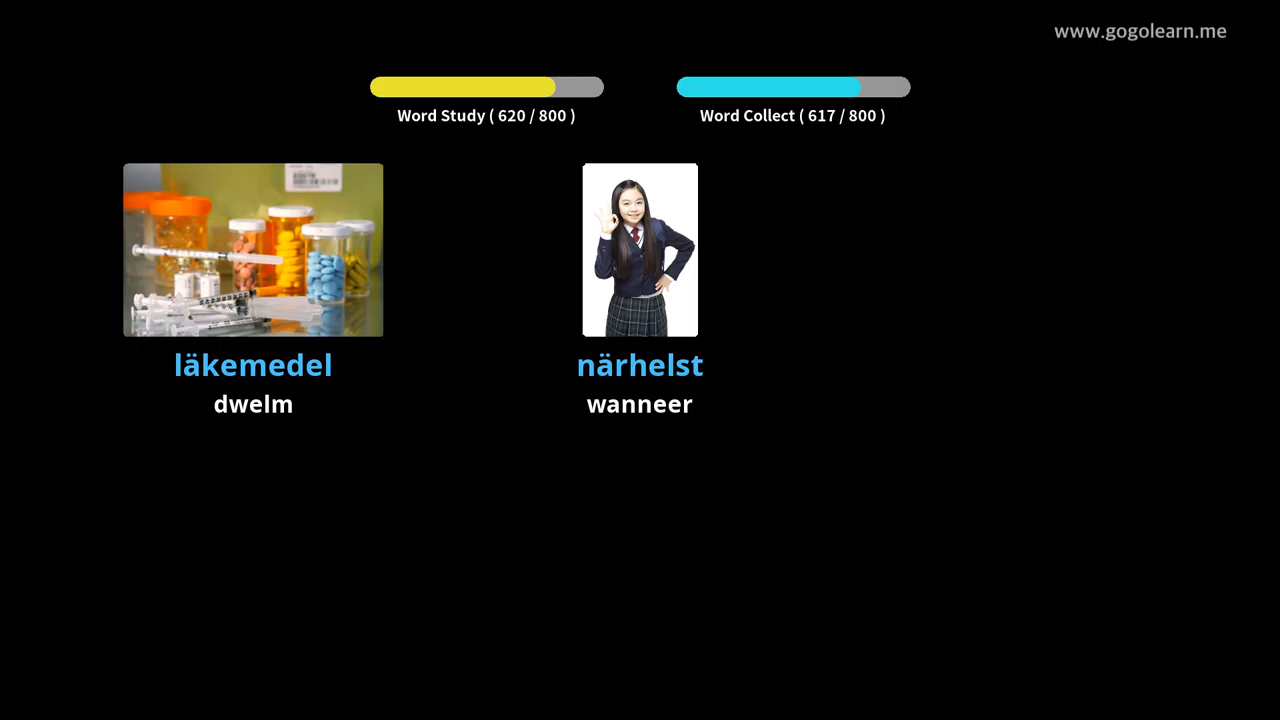 www.gogolearn.me
Word Study ( 620 / 800 )
Word Collect ( 617 / 800 )
läkemedel
närhelst
dwelm
wanneer